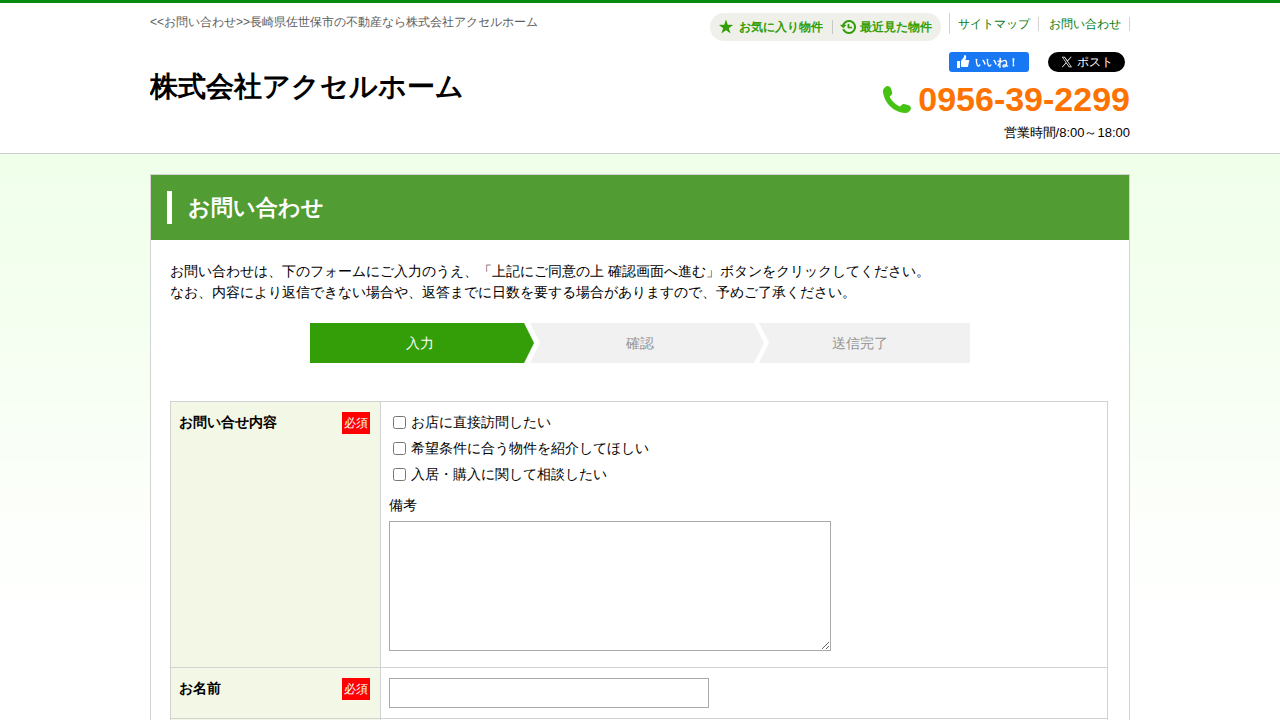 <<お問い合わせ>>長崎県佐世保市の不動産なら株式会社アクセルホーム
お気に入り物件
最近見た物件
サイトマップ
お問い合わせ
いいね！
ポスト
株式会社アクセルホーム
0956-39-2299
営業時間/8:00～18:00
お問い合わせ
お問い合わせは、下のフォームにご入力のうえ、「上記にご同意の上 確認画面へ進む」ボタンをクリックしてください。
なお、内容により返信できない場合や、返答までに日数を要する場合がありますので、予めご了承ください。
入力
確認
送信完了
お問い合せ内容
必須
お店に直接訪問したい
希望条件に合う物件を紹介してほしい
入居・購入に関して相談したい
備考
お名前
必須